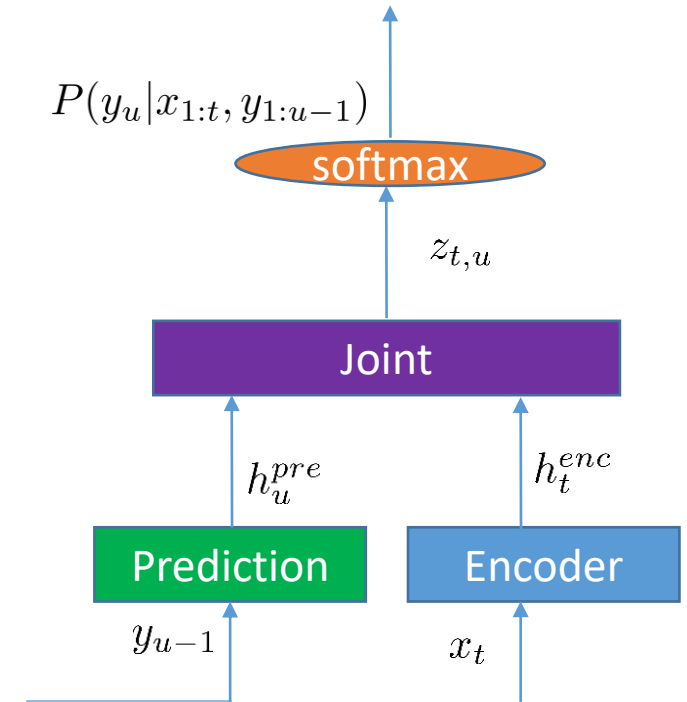 P(y_u|x_{1:t}, y_{1:u-1})
softmax
z_{t,u}
Joint
h_u^{pre}
h_t^{enc}
Prediction
Encoder
y_{u-1}
x_t